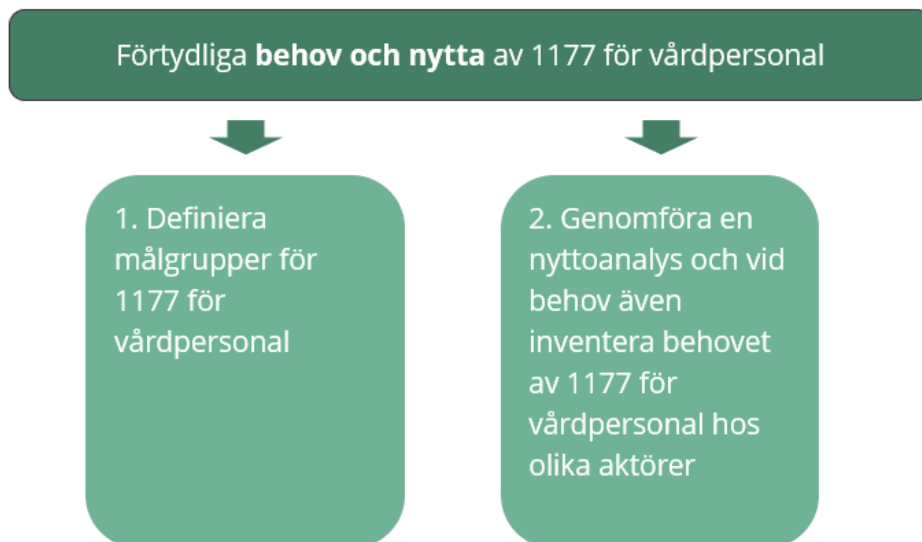 Förtydliga behov och nytta av 1177 för vårdpersonal
1. Definiera
målgrupper för
1177 för
vårdpersonal
2. Genomföra en
nyttoanalys och vid
behov även
inventera behovet
av 1177 för
vårdpersonal hos
olika aktörer